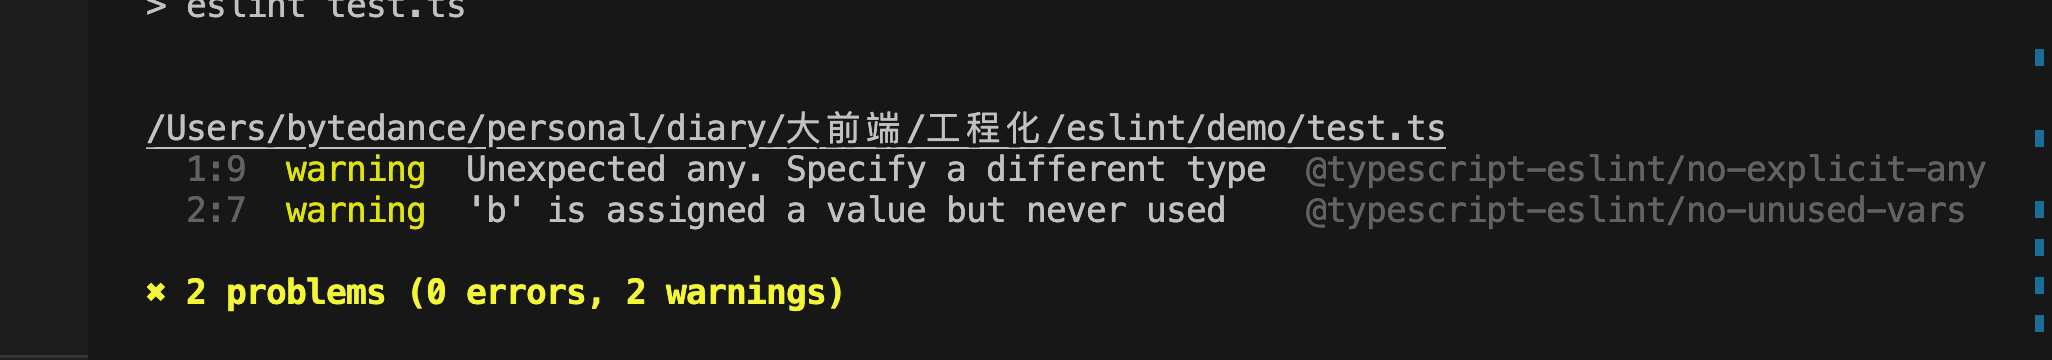 > eslint test.ts
/Users/bytedance/personal/diary/大前端/工程化/eslint/demo/test.ts
1:9  warning  Unexpected any. Specify a different type  @typescript-eslint/no-explicit-any
2:7  warning  'b' is assigned a value but never used    @typescript-eslint/no-unused-vars
✖ 2 problems (0 errors, 2 warnings)